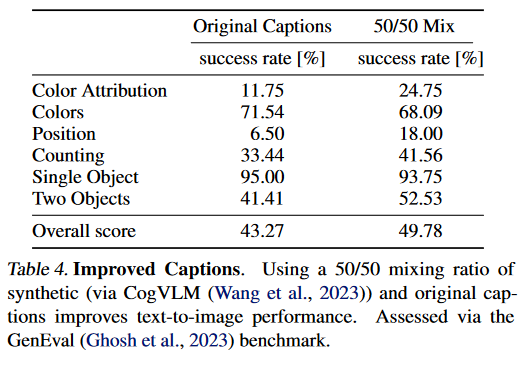 Original Captions 50/50 Mix
success rate [%] success rate [%]
Color Attribution 11.75 24.75
Colors 71.54 68.09
Position 6.50 18.00
Counting 33.44 41.56
Single Object 95.00 93.75
Two Objects 41.41 52.53
Overall score 43.27 49.78
Table 4. Improved Captions. Using a 50/50 mixing ratio of
synthetic (via CogVLM (Wang et al., 2023)) and original cap-
tions improves text-to-image performance. Assessed via the
GenEval (Ghosh et al., 2023) benchmark.